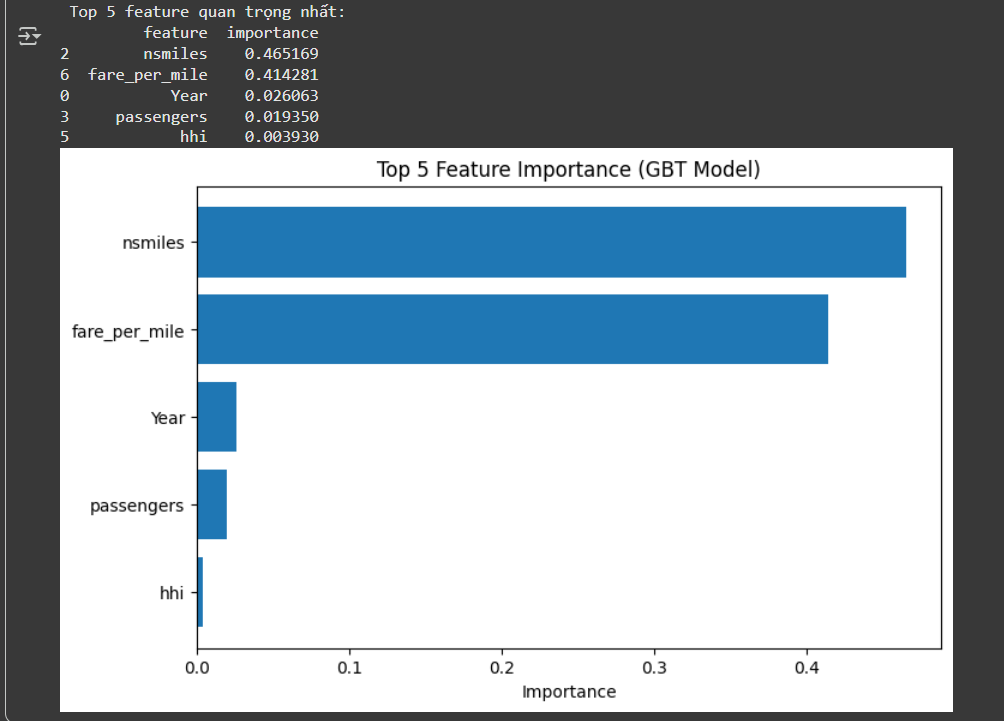 Top 5 feature quan trọng nhất:
feature importance
2 nsmiles 0.465169
6 fare_per_mile 0.414281
0 Year 0.026063
3 passengers 0.019350
5 hhi 0.003930
Top 5 Feature Importance (GBT Model)
nsmiles
fare_per_mile
Year
passengers
hhi
0.0 0.1 0.2 0.3 0.4
Importance